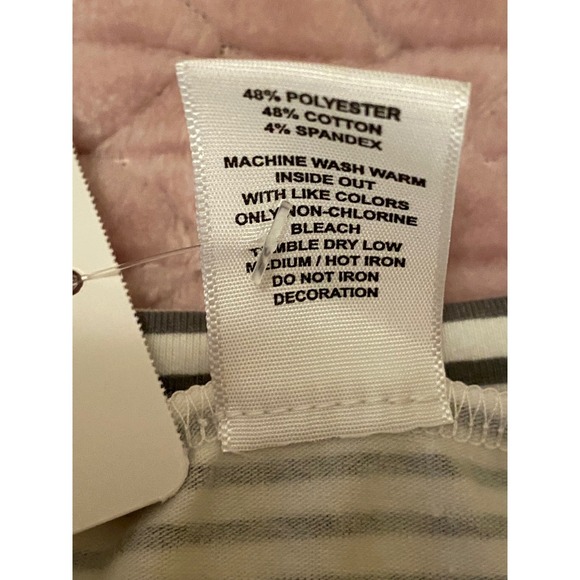 48% POLYESTER
48% COTTON
4% SPANDEX
MACHINE WASH WARM
INSIDE OUT
WITH LIKE COLORS
ONLY NON-CHLORINE
BLEACH
TUMBLE DRY LOW
MEDIUM / HOT IRON
DO NOT IRON
DECORATION